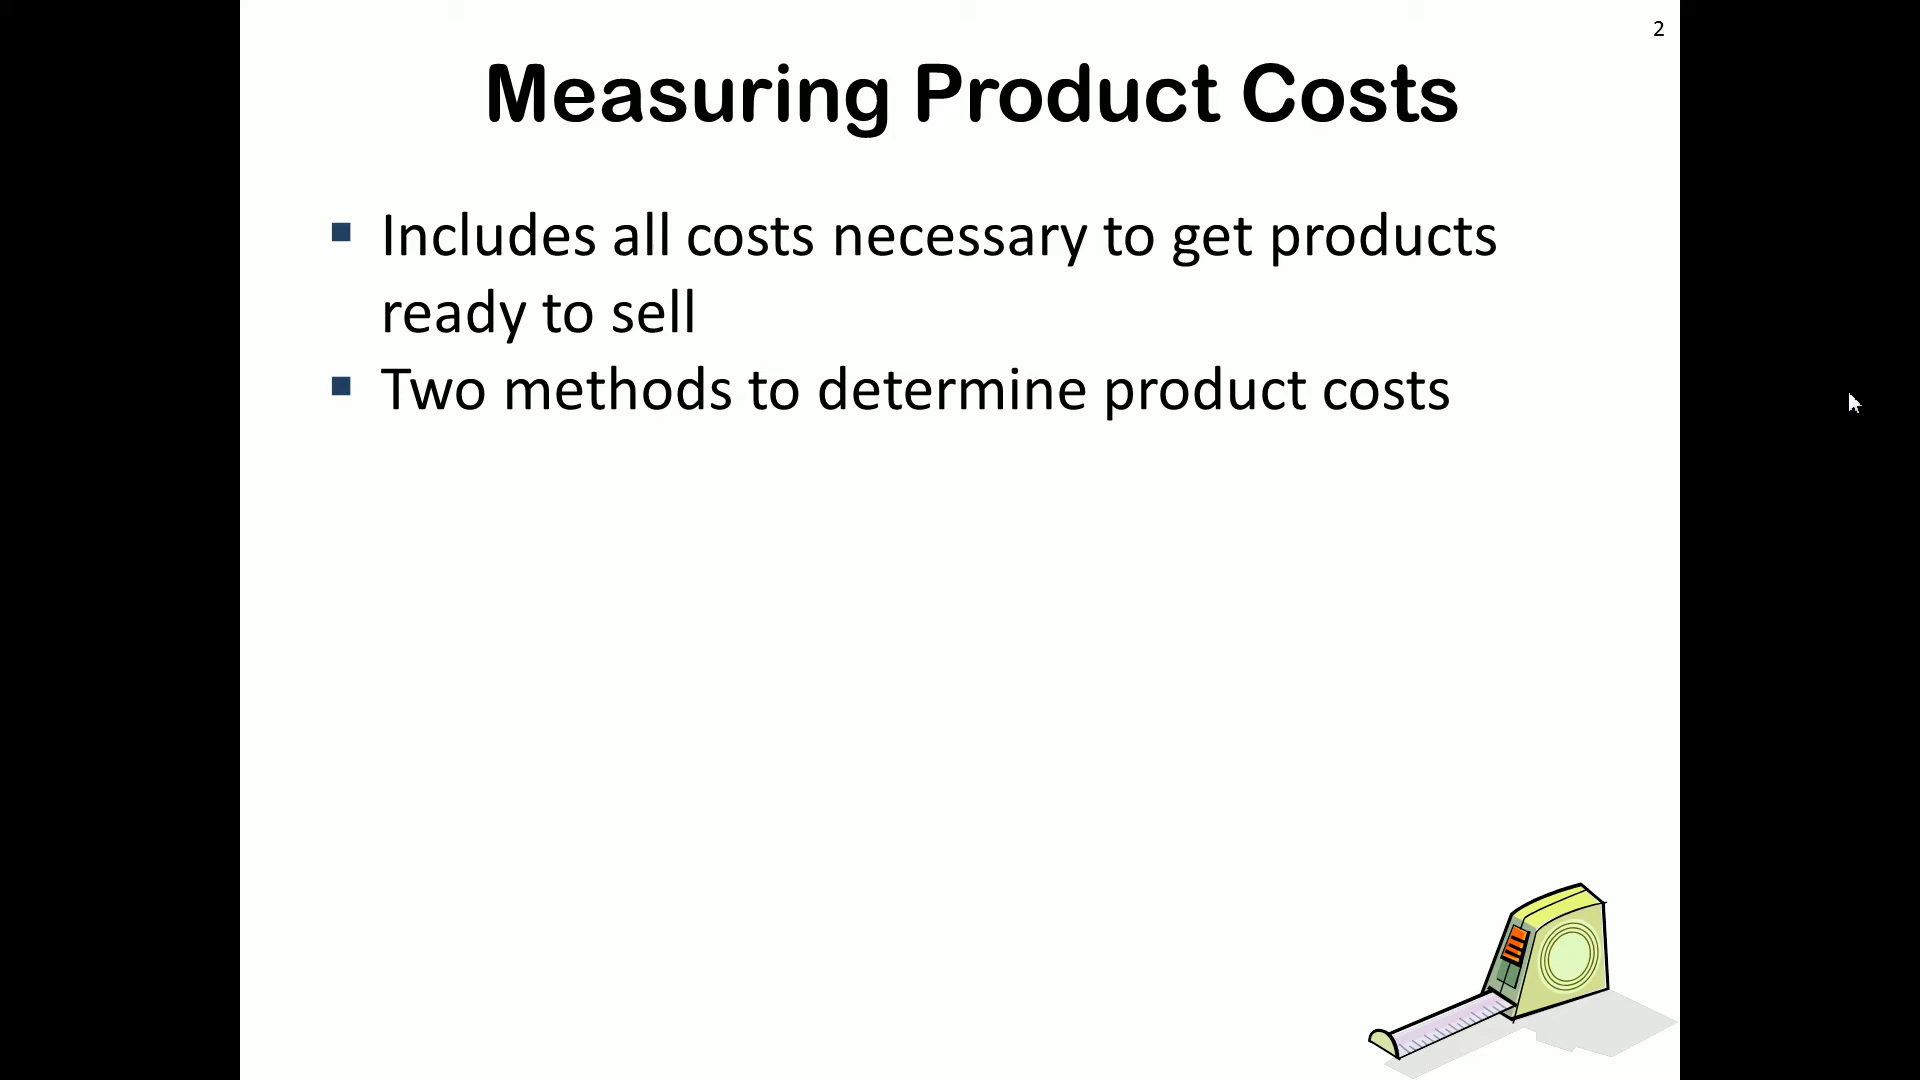 2
Measuring Product Costs
▪ Includes all costs necessary to get products
ready to sell
▪ Two methods to determine product costs